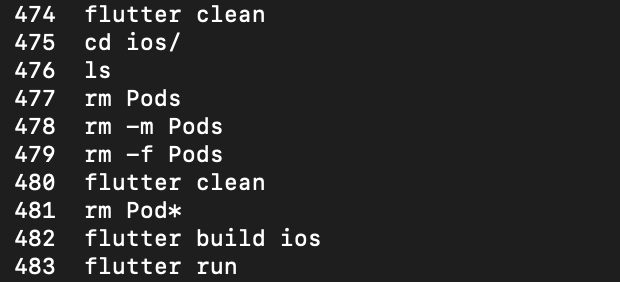 474 flutter clean
475 cd ios/
476 ls
477 rm Pods
478 rm -m Pods
479 rm -f Pods
480 flutter clean
481 rm Pod*
482 flutter build ios
483 flutter run